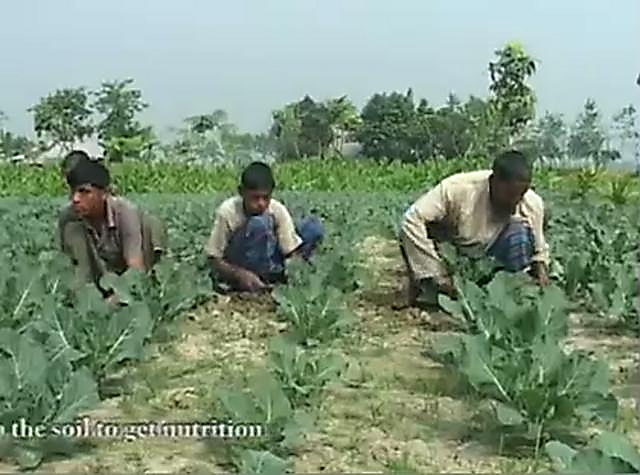 the soil to get nutrition